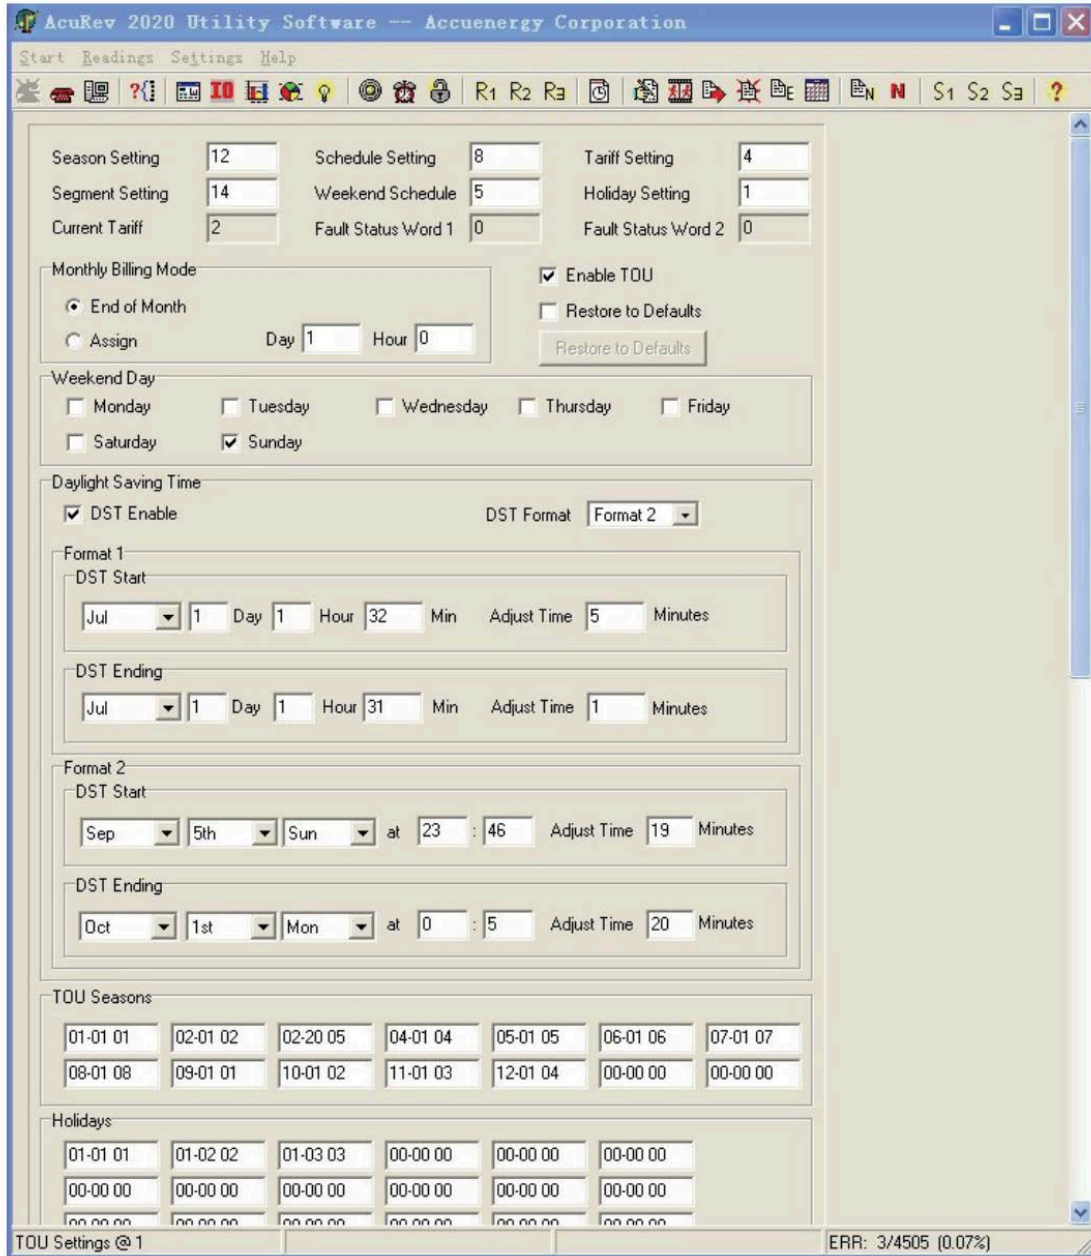 AcuRev 2020 Utility Software -- Accuenergy Corporation
Start Readings Settings Help
?{ IO R1 R2 R3 E N N S1 S2 S3 ?
Season Setting 12 Schedule Setting 8 Tariff Setting 4
Segment Setting 14 Weekend Schedule 5 Holiday Setting 1
Current Tariff 2 Fault Status Word 1 0 Fault Status Word 2 0
Monthly Billing Mode
Enable TOU
End of Month
Restore to Defaults
Assign Day 1 Hour 0
Restore to Defaults
Weekend Day
Monday Tuesday Wednesday Thursday Friday
Saturday Sunday
Daylight Saving Time
DST Enable DST Format Format 2
Format 1
DST Start
Jul 1 Day 1 Hour 32 Min Adjust Time 5 Minutes
DST Ending
Jul 1 Day 1 Hour 31 Min Adjust Time 1 Minutes
Format 2
DST Start
Sep 5th Sun at 23 : 46 Adjust Time 19 Minutes
DST Ending
Oct 1st Mon at 0 : 5 Adjust Time 20 Minutes
TOU Seasons
01-01 01 02-01 02 02-20 05 04-01 04 05-01 05 06-01 06 07-01 07
08-01 08 09-01 01 10-01 02 11-01 03 12-01 04 00-00 00 00-00 00
Holidays
01-01 01 01-02 02 01-03 03 00-00 00 00-00 00 00-00 00
00-00 00 00-00 00 00-00 00 00-00 00 00-00 00 00-00 00
TOU Settings @ 1 ERR: 3/4505 (0.07%)